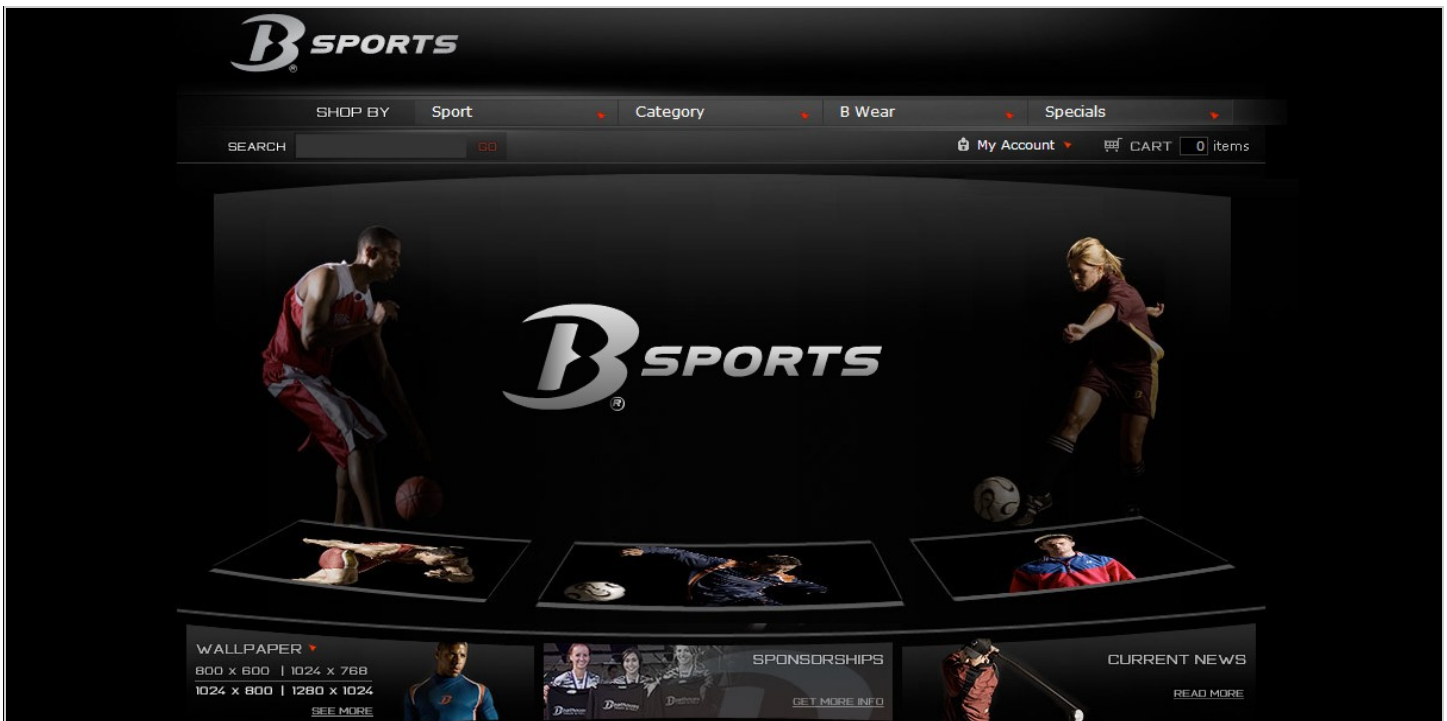 B SPORTS
SHOP BY Sport Category B Wear Specials
SEARCH GO My Account CART 0 items
B SPORTS
®
WALLPAPER
800 x 600 | 1024 x 768
1024 x 800 | 1280 x 1024
SEE MORE
SPONSORSHIPS
GET MORE INFO
CURRENT NEWS
READ MORE